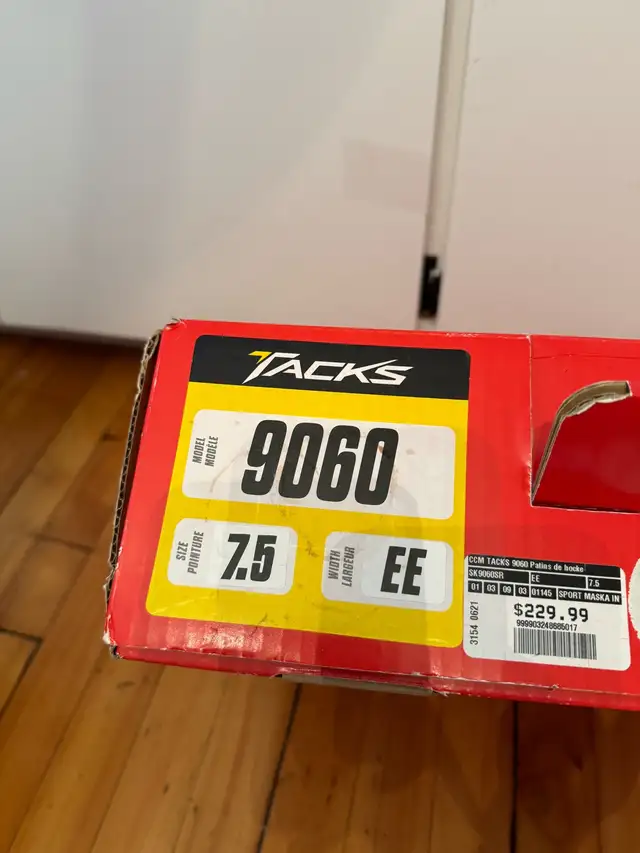 TACKS
MODEL
MODÈLE
9060
SIZE
POINTURE
7.5
WIDTH
LARGEUR
EE
CCM TACKS 9060 Patins de hocke
SK9060SR EE 7.5
01 03 09 03 01145 SPORT MASKA IN
3154 0621
$229.99
999903248685017